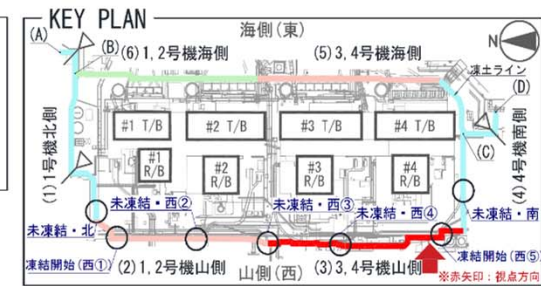 KEY PLAN
海側(東)
(A)
(B)
(6)1,2号機海側
(5)3,4号機海側
N
凍土ライン
(D)
#1 T/B
#2 T/B
#3 T/B
#4 T/B
(C)
(1)1号機北側
(4)4号機南側
#1
R/B
#2
R/B
#3
R/B
#4
R/B
未凍結・西②
未凍結・西③
未凍結・西④
未凍結・南
未凍結・北
凍結開始(西①)
(2)1,2号機山側
山側(西)
(3)3,4号機山側
凍結開始(西⑤)
※赤矢印:視点方向